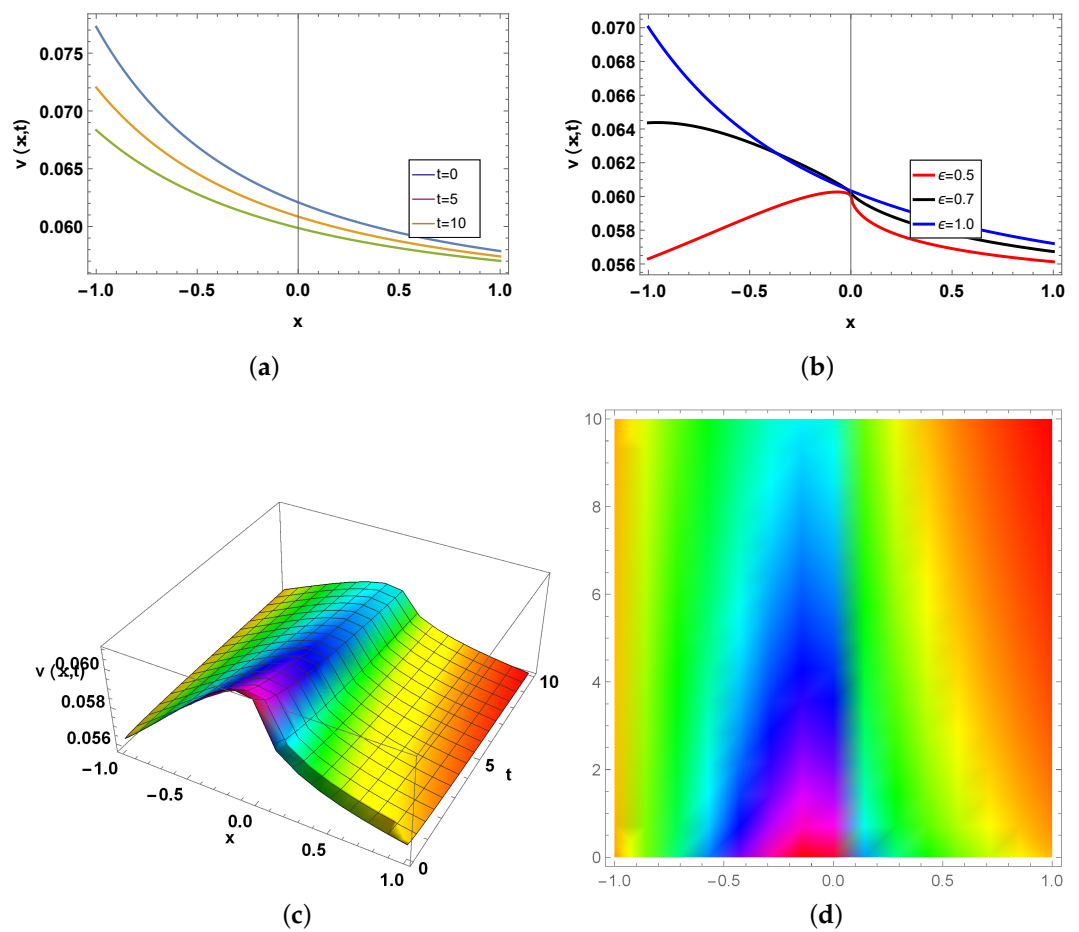 0.075
0.070
0.065
0.060
v (x,t)
t=0
t=5
t=10
−1.0 −0.5 0.0 0.5 1.0
x
(a)
0.070
0.068
0.066
0.064
0.062
0.060
0.058
0.056
v (x,t)
ϵ=0.5
ϵ=0.7
ϵ=1.0
−1.0 −0.5 0.0 0.5 1.0
x
(b)
v (x,t)
0.060
0.058
0.056
−1.0
−0.5
0.0
0.5
1.0
x
0
5
10
t
(c)
10
8
6
4
2
0
−1.0 −0.5 0.0 0.5 1.0
(d)